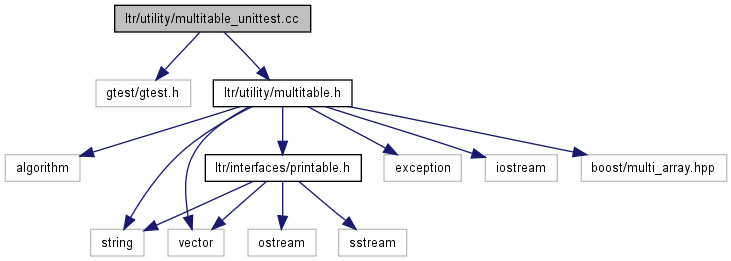 ltr/utility/multitable_unittest.cc
gtest/gtest.h
ltr/utility/multitable.h
algorithm
ltr/interfaces/printable.h
exception
iostream
boost/multi_array.hpp
string
vector
ostream
sstream